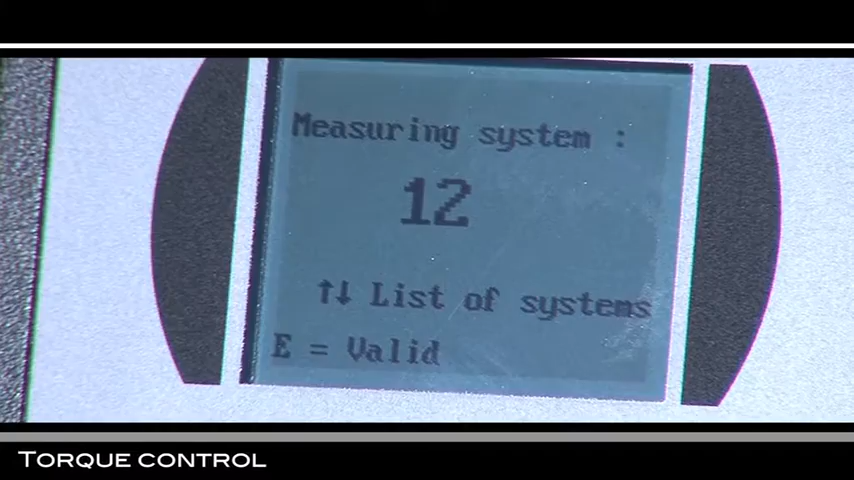 Measuring system :
12
↑↓ List of systems
E = Valid
TORQUE CONTROL